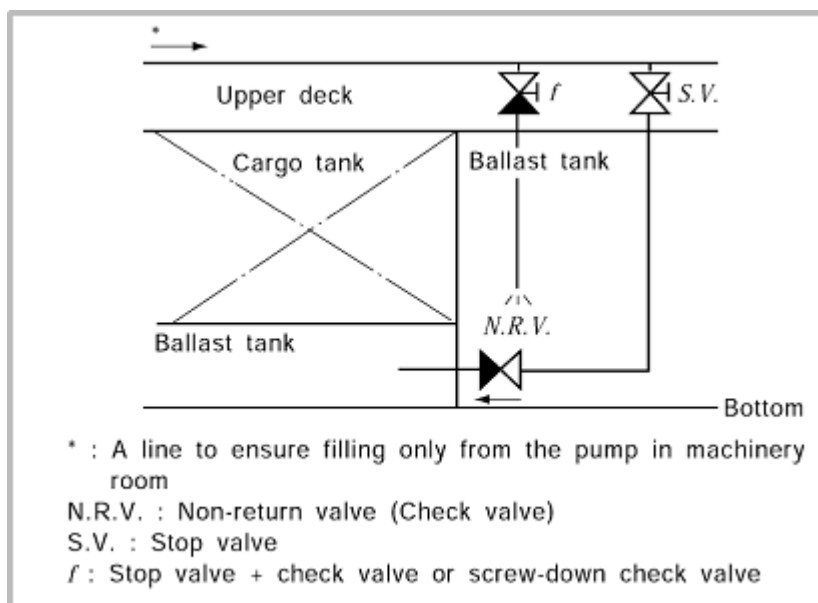 *
Upper deck
f
S.V.
Cargo tank
Ballast tank
N.R.V.
Ballast tank
Bottom
* : A line to ensure filling only from the pump in machinery
room
N.R.V. : Non-return valve (Check valve)
S.V. : Stop valve
f : Stop valve + check valve or screw-down check valve